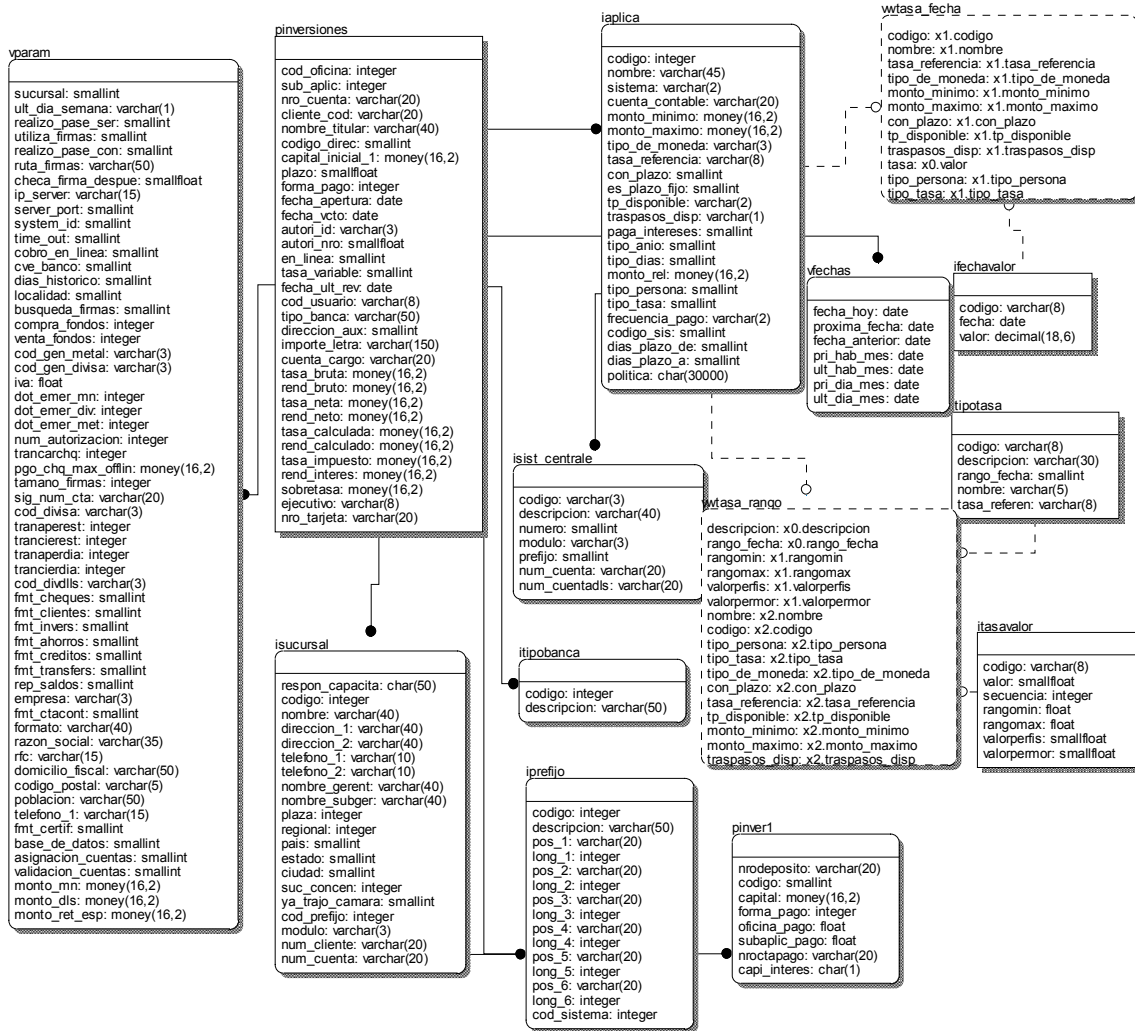 vparam
sucursal: smallint
ult_dia_semana: varchar(1)
realizo_pase_ser: smallint
utiliza_firmas: smallint
realizo_pase_con: smallint
ruta_firmas: varchar(50)
checa_firma_despue: smallfloat
ip_server: varchar(15)
server_port: smallint
system_id: smallint
time_out: smallint
cobro_en_linea: smallint
cve_banco: smallint
dias_historico: smallint
localidad: smallint
busqueda_firmas: smallint
compra_fondos: integer
venta_fondos: integer
cod_gen_metal: varchar(3)
cod_gen_divisa: varchar(3)
iva: float
dot_emer_mn: integer
dot_emer_div: integer
dot_emer_met: integer
num_autorizacion: integer
trancarchq: integer
pgo_chq_max_offlin: money(16,2)
tamano_firmas: integer
sig_num_cta: varchar(20)
cod_divisa: varchar(3)
tranaperest: integer
trancierest: integer
tranaperdia: integer
trancierdia: integer
cod_divdlls: varchar(3)
fmt_cheques: smallint
fmt_clientes: smallint
fmt_invers: smallint
fmt_ahorros: smallint
fmt_creditos: smallint
fmt_transfers: smallint
rep_saldos: smallint
empresa: varchar(3)
fmt_ctacont: smallint
formato: varchar(40)
razon_social: varchar(35)
rfc: varchar(15)
domicilio_fiscal: varchar(50)
codigo_postal: varchar(5)
poblacion: varchar(50)
telefono_1: varchar(15)
fmt_certif: smallint
base_de_datos: smallint
asignacion_cuentas: smallint
validacion_cuentas: smallint
monto_mn: money(16,2)
monto_dls: money(16,2)
monto_ret_esp: money(16,2)
pinversiones
cod_oficina: integer
sub_aplic: integer
nro_cuenta: varchar(20)
cliente_cod: varchar(20)
nombre_titular: varchar(40)
codigo_direc: smallint
capital_inicial_1: money(16,2)
plazo: smallfloat
forma_pago: integer
fecha_apertura: date
fecha_vcto: date
autori_id: varchar(3)
autori_nro: smallfloat
en_linea: smallint
tasa_variable: smallint
fecha_ult_rev: date
cod_usuario: varchar(8)
tipo_banca: varchar(50)
direccion_aux: smallint
importe_letra: varchar(150)
cuenta_cargo: varchar(20)
tasa_bruta: money(16,2)
rend_bruto: money(16,2)
tasa_neta: money(16,2)
rend_neto: money(16,2)
tasa_calculada: money(16,2)
rend_calculado: money(16,2)
tasa_impuesto: money(16,2)
rend_interes: money(16,2)
sobretasa: money(16,2)
ejecutivo: varchar(8)
nro_tarjeta: varchar(20)
isucursal
respon_capacita: char(50)
codigo: integer
nombre: varchar(40)
direccion_1: varchar(40)
direccion_2: varchar(40)
telefono_1: varchar(10)
telefono_2: varchar(10)
nombre_gerent: varchar(40)
nombre_subger: varchar(40)
plaza: integer
regional: integer
pais: smallint
estado: smallint
ciudad: smallint
suc_concen: integer
ya_trajo_camara: smallint
cod_prefijo: integer
modulo: varchar(3)
num_cliente: varchar(20)
num_cuenta: varchar(20)
iaplica
codigo: integer
nombre: varchar(45)
sistema: varchar(2)
cuenta_contable: varchar(20)
monto_minimo: money(16,2)
monto_maximo: money(16,2)
tipo_de_moneda: varchar(3)
tasa_referencia: varchar(8)
con_plazo: smallint
es_plazo_fijo: smallint
tp_disponible: varchar(2)
traspasos_disp: varchar(1)
paga_intereses: smallint
tipo_anio: smallint
tipo_dias: smallint
monto_rel: money(16,2)
tipo_persona: smallint
tipo_tasa: smallint
frecuencia_pago: varchar(2)
codigo_sis: smallint
dias_plazo_de: smallint
dias_plazo_a: smallint
politica: char(30000)
isist_centrale
codigo: varchar(3)
descripcion: varchar(40)
numero: smallint
modulo: varchar(3)
prefijo: smallint
num_cuenta: varchar(20)
num_cuentadls: varchar(20)
itipobanca
codigo: integer
descripcion: varchar(50)
iprefijo
codigo: integer
descripcion: varchar(50)
pos_1: varchar(20)
long_1: integer
pos_2: varchar(20)
long_2: integer
pos_3: varchar(20)
long_3: integer
pos_4: varchar(20)
long_4: integer
pos_5: varchar(20)
long_5: integer
pos_6: varchar(20)
long_6: integer
cod_sistema: integer
pinver1
nrodeposito: varchar(20)
codigo: smallint
capital: money(16,2)
forma_pago: integer
oficina_pago: float
subaplic_pago: float
nroctapago: varchar(20)
capi_interes: char(1)
vwtasa_fecha
codigo: x1.codigo
nombre: x1.nombre
tasa_referencia: x1.tasa_referencia
tipo_de_moneda: x1.tipo_de_moneda
monto_minimo: x1.monto_minimo
monto_maximo: x1.monto_maximo
con_plazo: x1.con_plazo
tp_disponible: x1.tp_disponible
traspasos_disp: x1.traspasos_disp
tasa: x0.valor
tipo_persona: x1.tipo_persona
tipo_tasa: x1.tipo_tasa
vfechas
fecha_hoy: date
proxima_fecha: date
fecha_anterior: date
pri_hab_mes: date
ult_hab_mes: date
pri_dia_mes: date
ult_dia_mes: date
ifechavalor
codigo: varchar(8)
fecha: date
valor: decimal(18,6)
itipotasa
codigo: varchar(8)
descripcion: varchar(30)
rango_fecha: smallint
nombre: varchar(5)
tasa_referen: varchar(8)
vwtasa_rango
descripcion: x0.descripcion
rango_fecha: x0.rango_fecha
rangomin: x1.rangomin
rangomax: x1.rangomax
valorperfis: x1.valorperfis
valorpermor: x1.valorpermor
nombre: x2.nombre
codigo: x2.codigo
tipo_persona: x2.tipo_persona
tipo_tasa: x2.tipo_tasa
tipo_de_moneda: x2.tipo_de_moneda
con_plazo: x2.con_plazo
tasa_referencia: x2.tasa_referencia
tp_disponible: x2.tp_disponible
monto_minimo: x2.monto_minimo
monto_maximo: x2.monto_maximo
traspasos_disp: x2.traspasos_disp
itasavalor
codigo: varchar(8)
valor: smallfloat
secuencia: integer
rangomin: float
rangomax: float
valorperfis: smallfloat
valorpermor: smallfloat